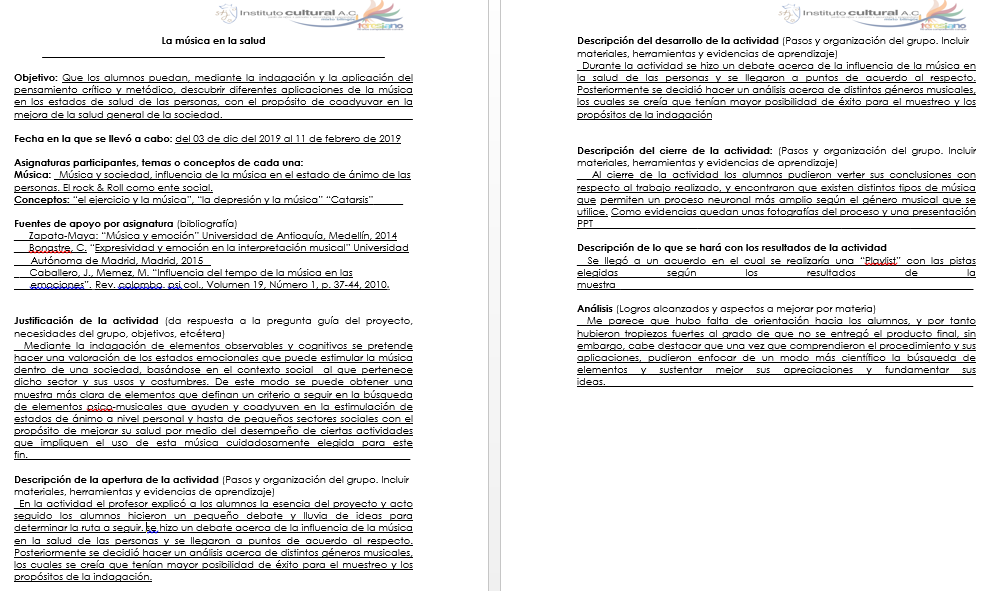 Instituto cultural A.C.
La música en la salud
Objetivo: Que los alumnos puedan, mediante la indagación y la aplicación del
pensamiento crítico y metódico, descubrir diferentes aplicaciones de la música
en los estados de salud de las personas, con el propósito de coadyuvar en la
mejora de la salud general de la sociedad.
Fecha en la que se llevó a cabo: del 03 de dic del 2019 al 11 de febrero de 2019
Asignaturas participantes, temas o conceptos de cada una:
Música: Música y sociedad, influencia de la música en el estado de ánimo de las
personas. El rock & Roll como ente social.
Conceptos: "el ejercicio y la música", "la depresión y la música" "Catarsis"
Fuentes de apoyo por asignatura (bibliografía)
Zapata-Maya: "Música y emoción" Universidad de Antioquía, Medellín, 2014
Bonastre, C. "Expresividad y emoción en la interpretación musical" Universidad
Autónoma de Madrid, Madrid, 2015
Caballero, J., Memez, M. "Influencia del tempo de la música en las
emociones". Rev. colombo. psi col., Volumen 19, Número 1, p. 37-44, 2010.
Justificación de la actividad (da respuesta a la pregunta guía del proyecto,
necesidades del grupo, objetivos, etcétera)
Mediante la indagación de elementos observables y cognitivos se pretende
hacer una valoración de los estados emocionales que puede estimular la música
dentro de una sociedad, basándose en el contexto social al que pertenece
dicho sector y sus usos y costumbres. De este modo se puede obtener una
muestra más clara de elementos que definan un criterio a seguir en la búsqueda
de elementos psico-musicales que ayuden y coadyuven en la estimulación de
estados de ánimo a nivel personal y hasta de pequeños sectores sociales con el
propósito de mejorar su salud por medio del desempeño de ciertas actividades
que impliquen el uso de esta música cuidadosamente elegida para este
fin.
Descripción de la apertura de la actividad (Pasos y organización del grupo. Incluir
materiales, herramientas y evidencias de aprendizaje)
En la actividad el profesor explicó a los alumnos la esencia del proyecto y acto
seguido los alumnos hicieron un pequeño debate y lluvia de ideas para
determinar la ruta a seguir. se hizo un debate acerca de la influencia de la música
en la salud de las personas y se llegaron a puntos de acuerdo al respecto.
Posteriormente se decidió hacer un análisis acerca de distintos géneros musicales,
los cuales se creía que tenían mayor posibilidad de éxito para el muestreo y los
propósitos de la indagación.
Instituto cultural A.C.
Descripción del desarrollo de la actividad (Pasos y organización del grupo. Incluir
materiales, herramientas y evidencias de aprendizaje)
Durante la actividad se hizo un debate acerca de la influencia de la música en
la salud de las personas y se llegaron a puntos de acuerdo al respecto.
Posteriormente se decidió hacer un análisis acerca de distintos géneros musicales,
los cuales se creía que tenían mayor posibilidad de éxito para el muestreo y los
propósitos de la indagación
Descripción del cierre de la actividad: (Pasos y organización del grupo. Incluir
materiales, herramientas y evidencias de aprendizaje)
Al cierre de la actividad los alumnos pudieron verter sus conclusiones con
respecto al trabajo realizado, y encontraron que existen distintos tipos de música
que permiten un proceso neuronal más amplio según el género musical que se
utilice. Como evidencias quedan unas fotografías del proceso y una presentación
PPT
Descripción de lo que se hará con los resultados de la actividad
Se llegó a un acuerdo en el cual se realizaría una "Playlist" con las pistas
elegidas según los resultados de la
muestra
Análisis (Logros alcanzados y aspectos a mejorar por materia)
Me parece que hubo falta de orientación hacia los alumnos, y por tanto
hubieron tropiezos fuertes al grado de que no se entregó el producto final, sin
embargo, cabe destacar que una vez que comprendieron el procedimiento y sus
aplicaciones, pudieron enfocar de un modo más científico la búsqueda de
elementos y sustentar mejor sus apreciaciones y fundamentar sus
ideas.